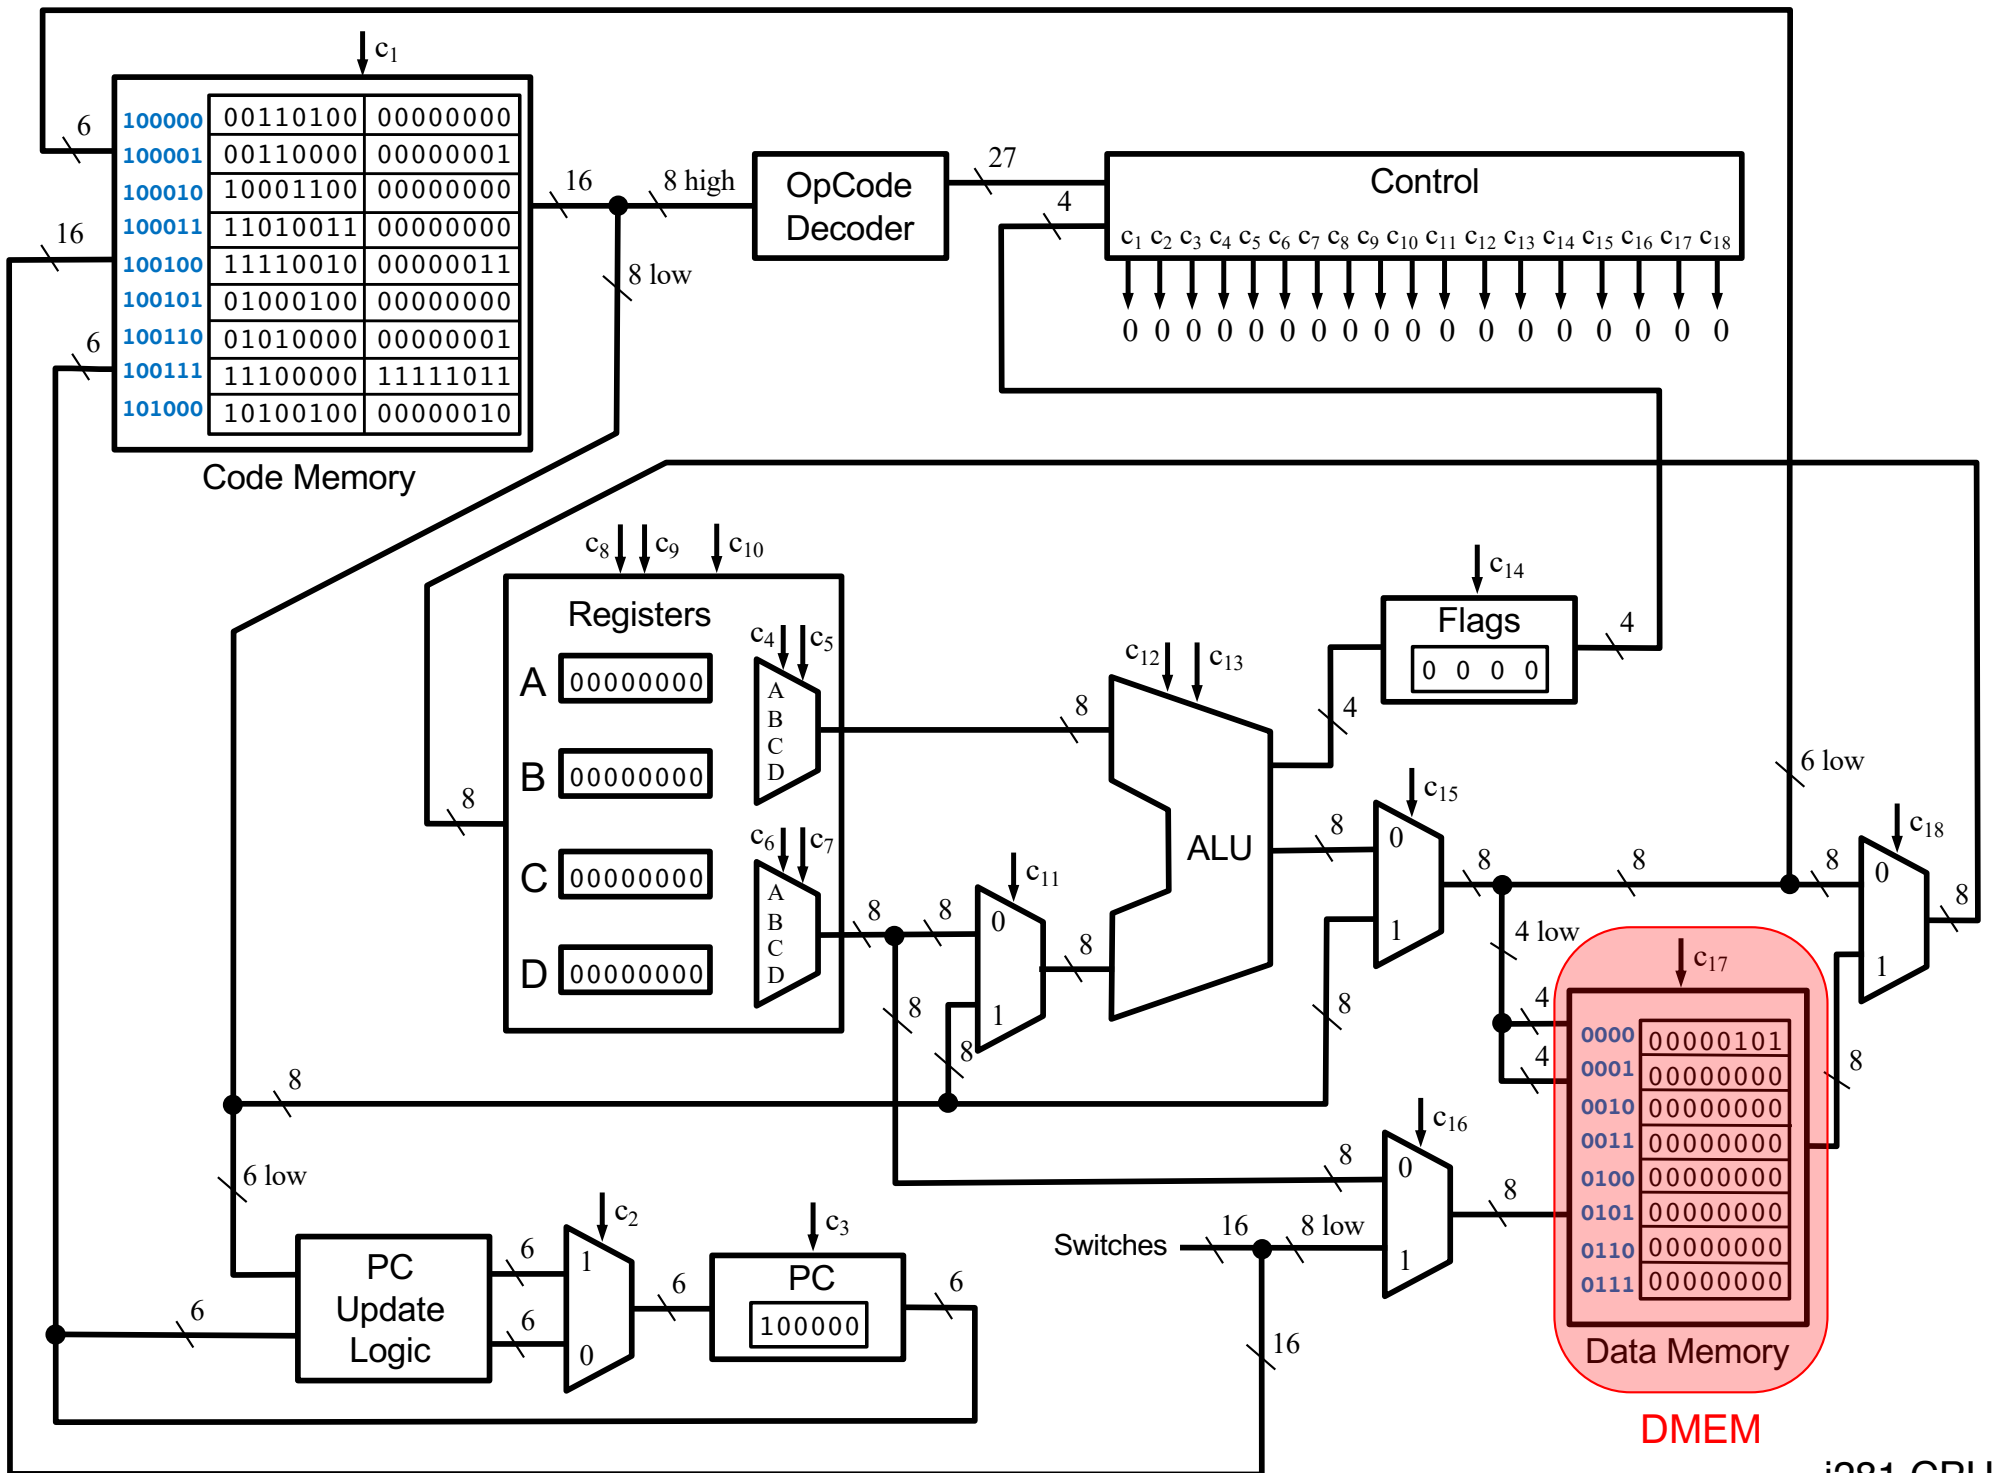 c1
100000 00110100 00000000
100001 00110000 00000001
100010 10001100 00000000
100011 11010011 00000000
100100 11110010 00000011
100101 01000100 00000000
100110 01010000 00000001
100111 11100000 11111011
101000 10100100 00000010
Code Memory
6
16
6
16
8 high
8 low
OpCode
Decoder
27
4
Control
c1 c2 c3 c4 c5 c6 c7 c8 c9 c10 c11 c12 c13 c14 c15 c16 c17 c18
0 0 0 0 0 0 0 0 0 0 0 0 0 0 0 0 0 0
c8 c9 c10
Registers
A 00000000
B 00000000
C 00000000
D 00000000
c4 c5
A
B
C
D
c6 c7
A
B
C
D
8
8
8
8
8
c11
0
1
8
8
8
c12 c13
ALU
c14
Flags
0 0 0 0
4
4
8
c15
0
1
8
8
8
6 low
8
c18
0
1
8
4 low
4
4
c17
0000 00000101
0001 00000000
0010 00000000
0011 00000000
0100 00000000
0101 00000000
0110 00000000
0111 00000000
Data Memory
DMEM
8
c16
0
1
8
8
Switches
16
8 low
16
8
6 low
6
PC
Update
Logic
6
6
c2
1
0
6
c3
PC
100000
6